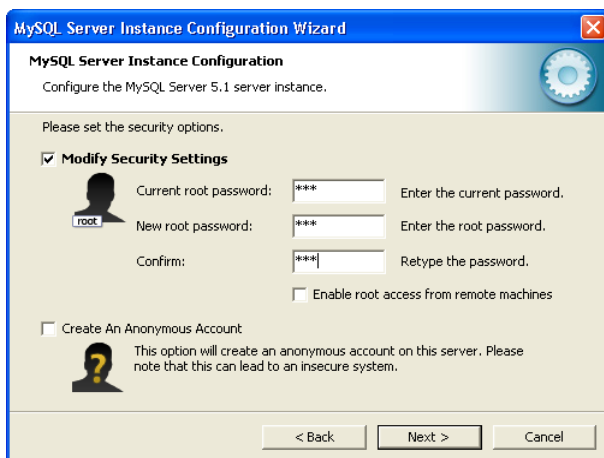 MySQL Server Instance Configuration Wizard
MySQL Server Instance Configuration
Configure the MySQL Server 5.1 server instance.
Please set the security options.
Modify Security Settings
root
Current root password: *** Enter the current password.
New root password: *** Enter the root password.
Confirm: *** Retype the password.
Enable root access from remote machines
Create An Anonymous Account
This option will create an anonymous account on this server. Please
note that this can lead to an insecure system.
< Back Next > Cancel